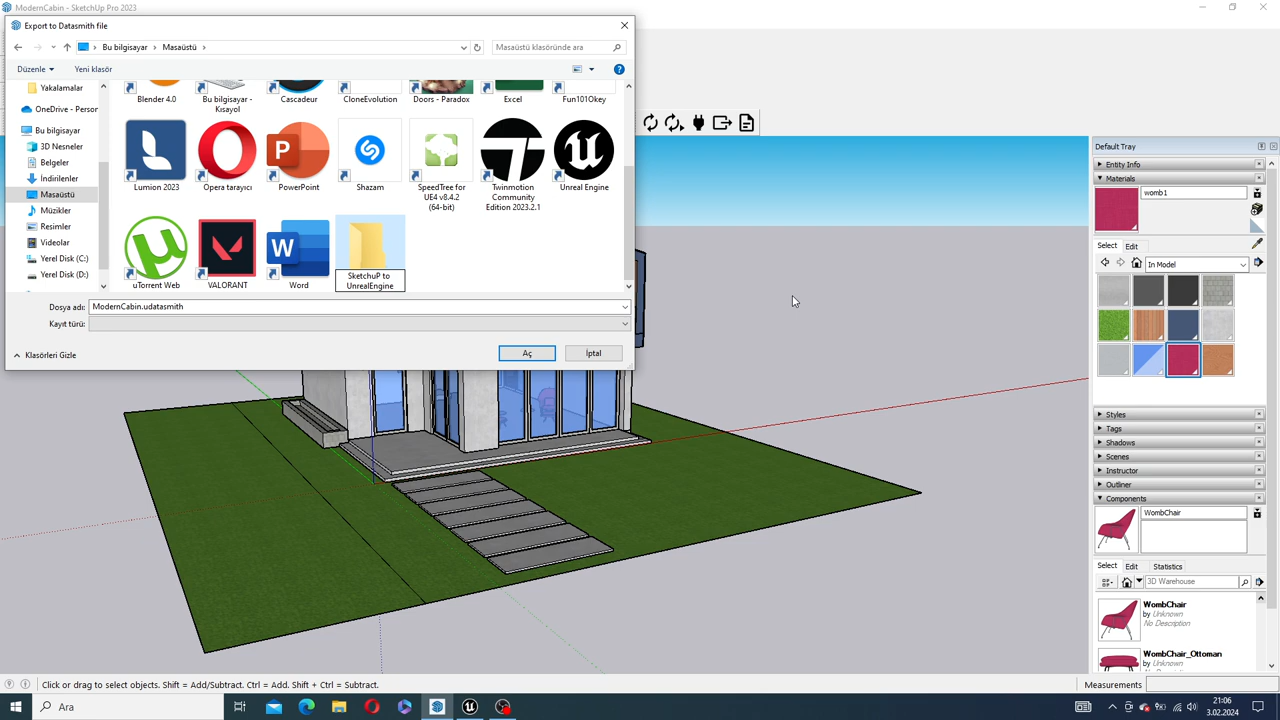 ModernCabin - SketchUp Pro 2023
Export to Datasmith file
Bu bilgisayar > Masaüstü >
Masaüstü klasöründe ara
Düzenle
Yeni klasör
Yakalamalar
OneDrive - Person
Bu bilgisayar
3D Nesneler
Belgeler
İndirilenler
Masaüstü
Müzikler
Resimler
Videolar
Yerel Disk (C:)
Yerel Disk (D:)
Blender 4.0
Bu bilgisayar -
Kısayol
Cascadeur
CloneEvolution
Doors - Paradox
Excel
Fun101Okey
Lumion 2023
Opera tarayıcı
PowerPoint
Shazam
SpeedTree for
UE4 v8.4.2
(64-bit)
Twinmotion
Community
Edition 2023.2.1
Unreal Engine
uTorrent Web
VALORANT
Word
SketchuP to
UnrealEngine
Dosya adı:
ModernCabin.udatasmith
Kayıt türü:
Klasörleri Gizle
Aç
İptal
Default Tray
Entity Info
Materials
womb1
Select
Edit
In Model
Styles
Tags
Shadows
Scenes
Instructor
Outliner
Components
WombChair
Select
Edit
Statistics
3D Warehouse
WombChair
by Unknown
No Description
WombChair_Ottoman
by Unknown
No Description
Click or drag to select objects. Shift = Add/Subtract. Ctrl = Add. Shift + Ctrl = Subtract.
Measurements
Ara
21:06
3.02.2024